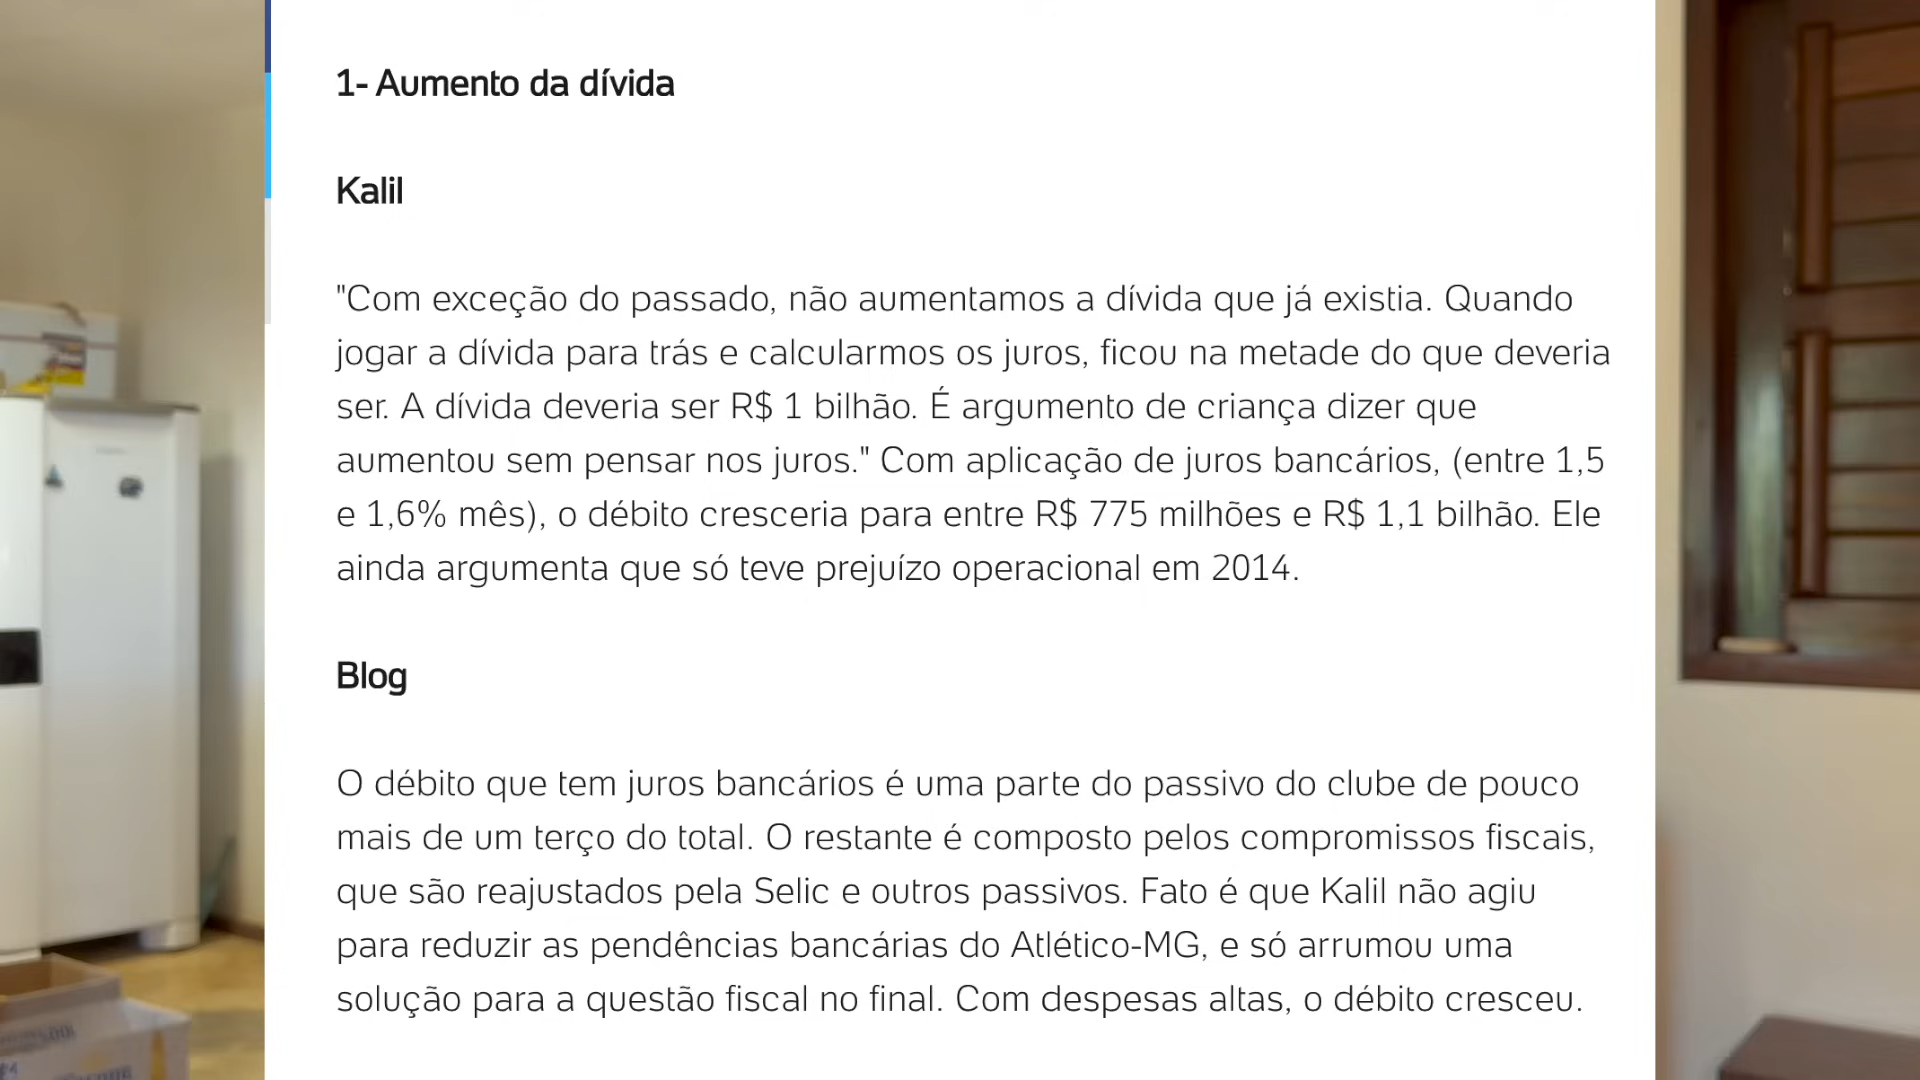 1- Aumento da dívida
Kalil
"Com exceção do passado, não aumentamos a dívida que já existia. Quando
jogar a dívida para trás e calcularmos os juros, ficou na metade do que deveria
ser. A dívida deveria ser R$ 1 bilhão. É argumento de criança dizer que
aumentou sem pensar nos juros." Com aplicação de juros bancários, (entre 1,5
e 1,6% mês), o débito cresceria para entre R$ 775 milhões e R$ 1,1 bilhão. Ele
ainda argumenta que só teve prejuízo operacional em 2014.
Blog
O débito que tem juros bancários é uma parte do passivo do clube de pouco
mais de um terço do total. O restante é composto pelos compromissos fiscais,
que são reajustados pela Selic e outros passivos. Fato é que Kalil não agiu
para reduzir as pendências bancárias do Atlético-MG, e só arrumou uma
solução para a questão fiscal no final. Com despesas altas, o débito cresceu.